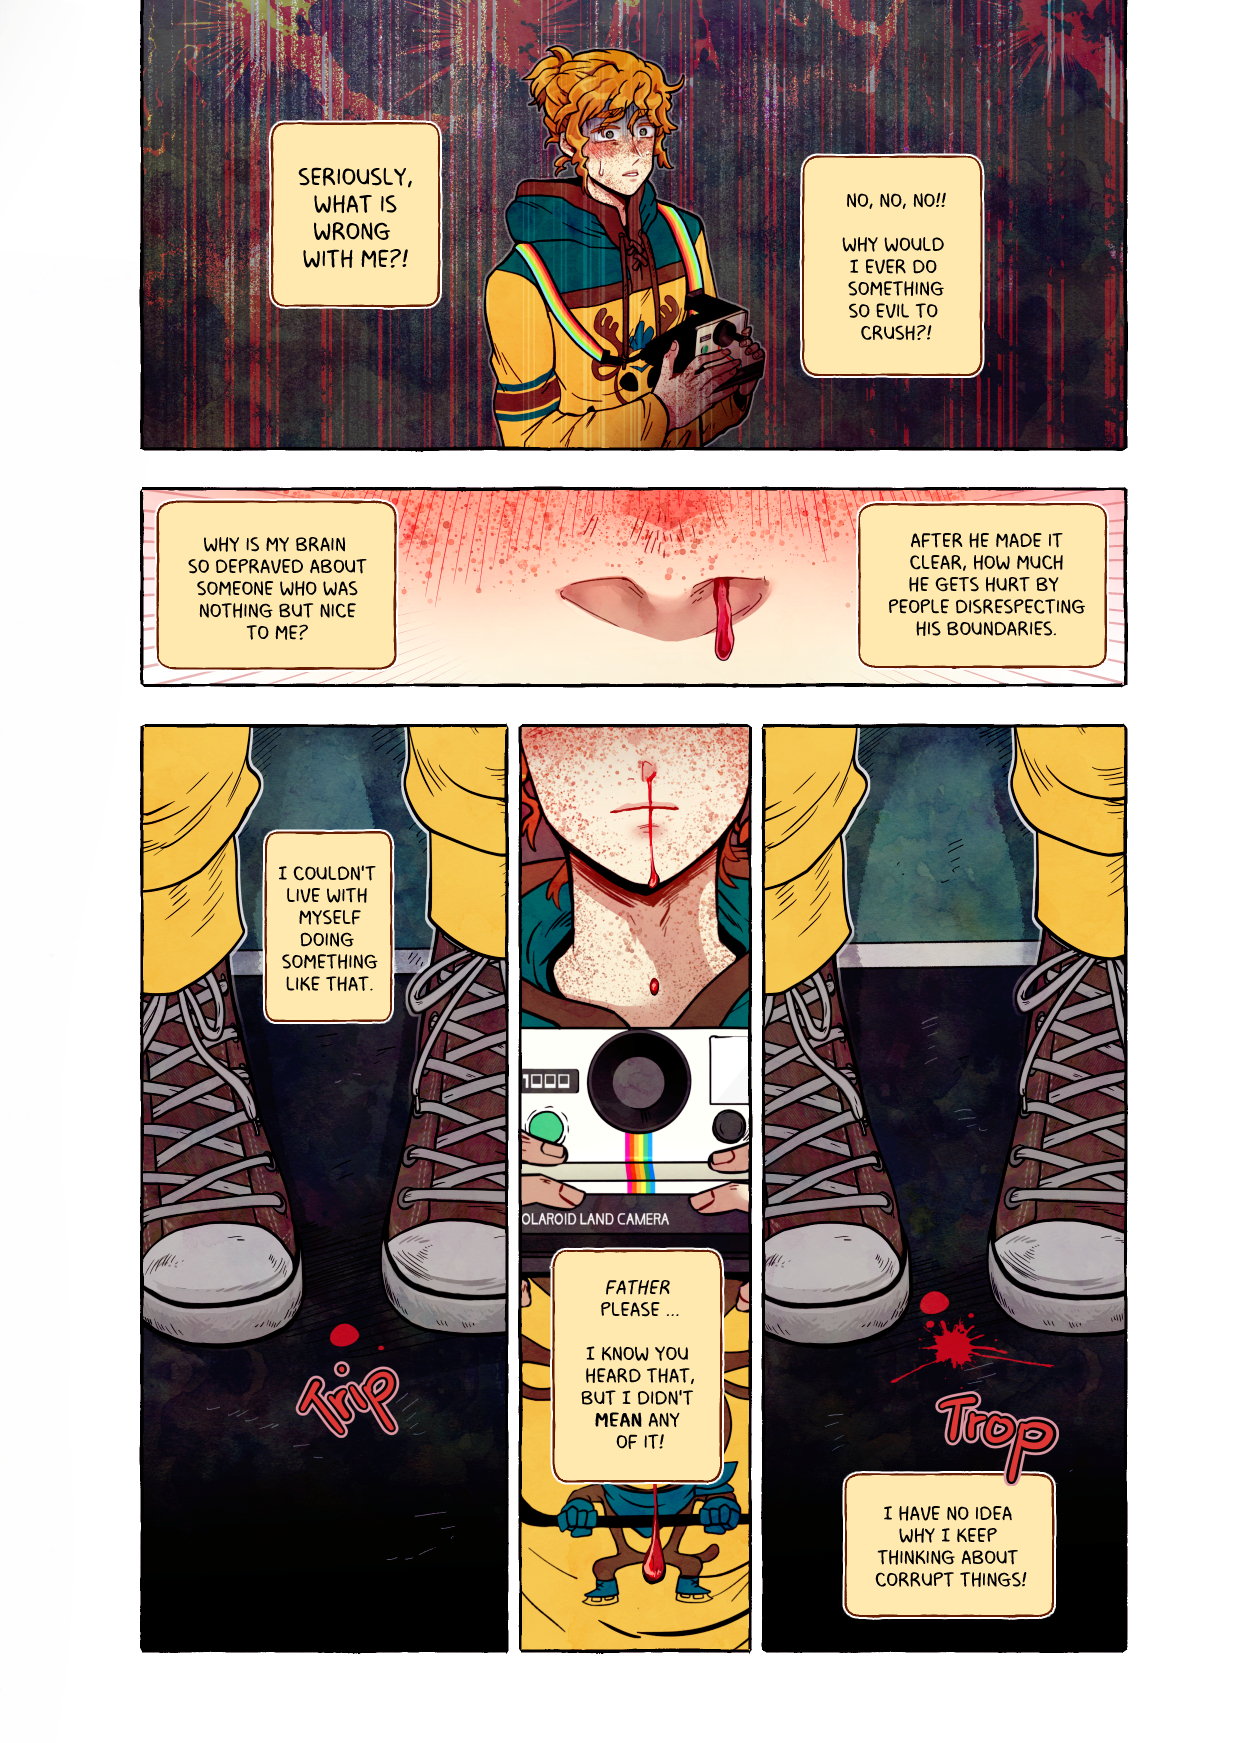 SERIOUSLY,
WHAT IS
WRONG
WITH ME?!
NO, NO, NO!!
WHY WOULD
I EVER DO
SOMETHING
SO EVIL TO
CRUSH?!
WHY IS MY BRAIN
SO DEPRAVED ABOUT
SOMEONE WHO WAS
NOTHING BUT NICE
TO ME?
AFTER HE MADE IT
CLEAR, HOW MUCH
HE GETS HURT BY
PEOPLE DISRESPECTING
HIS BOUNDARIES.
I COULDN'T
LIVE WITH
MYSELF
DOING
SOMETHING
LIKE THAT.
Trip
1000
OLAROID LAND CAMERA
FATHER
PLEASE ...
I KNOW YOU
HEARD THAT,
BUT I DIDN'T
MEAN ANY
OF IT!
Trop
I HAVE NO IDEA
WHY I KEEP
THINKING ABOUT
CORRUPT THINGS!